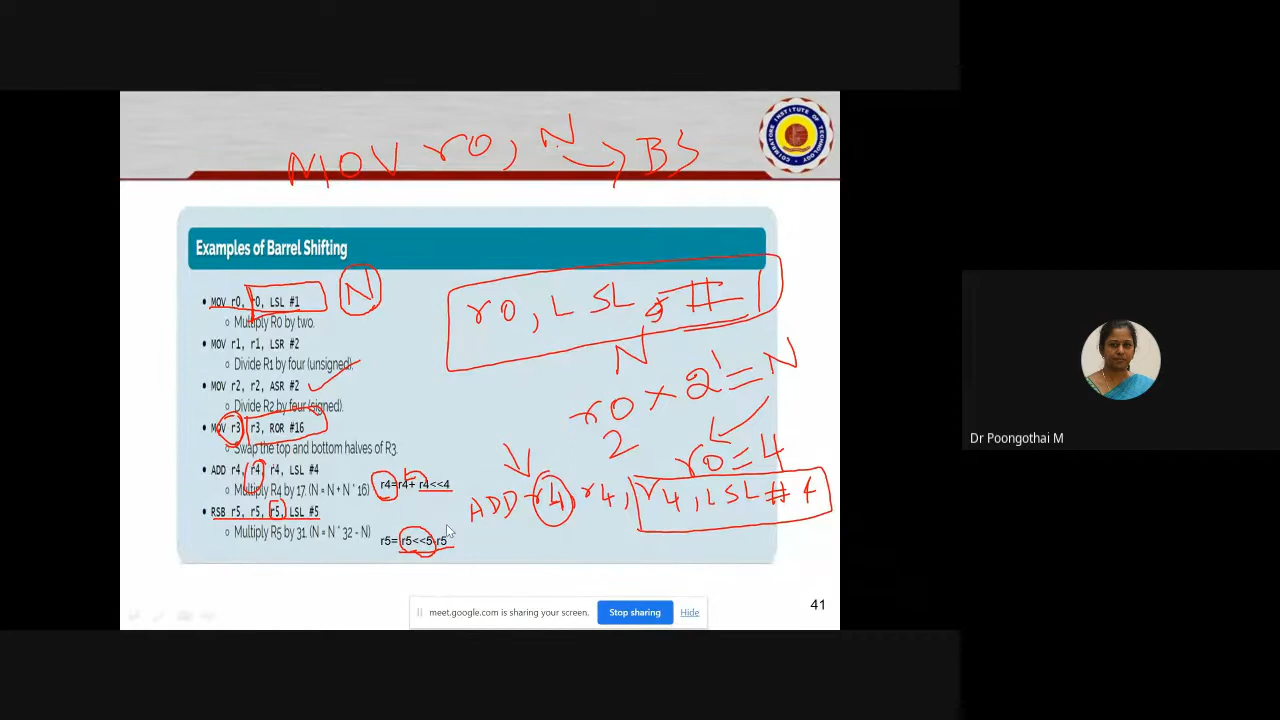 MOV r0, N → BS
COIMBATORE INSTITUTE OF TECHNOLOGY
Examples of Barrel Shifting
• MOV r0, r0, LSL #1
N
r0, LSL, # 1
○ Multiply R0 by two.
• MOV r1, r1, LSR #2
N
○ Divide R1 by four (unsigned).
r0 × 2¹ = N
• MOV r2, r2, ASR #2
○ Divide R2 by four (signed).
2
• MOV r3, r3, ROR #16
○ Swap the top and bottom halves of R3.
r0 = 4
• ADD r4, r4, r4, LSL #4
○ Multiply R4 by 17. (N = N + N * 16)
r4=r4+ r4<<4
ADD r4, r4, r4, LSL # 4
• RSB r5, r5, r5, LSL #5
○ Multiply R5 by 31. (N = N * 32 - N)
r5= r5<<5-r5
41
meet.google.com is sharing your screen.
Stop sharing
Hide
Dr Poongothai M